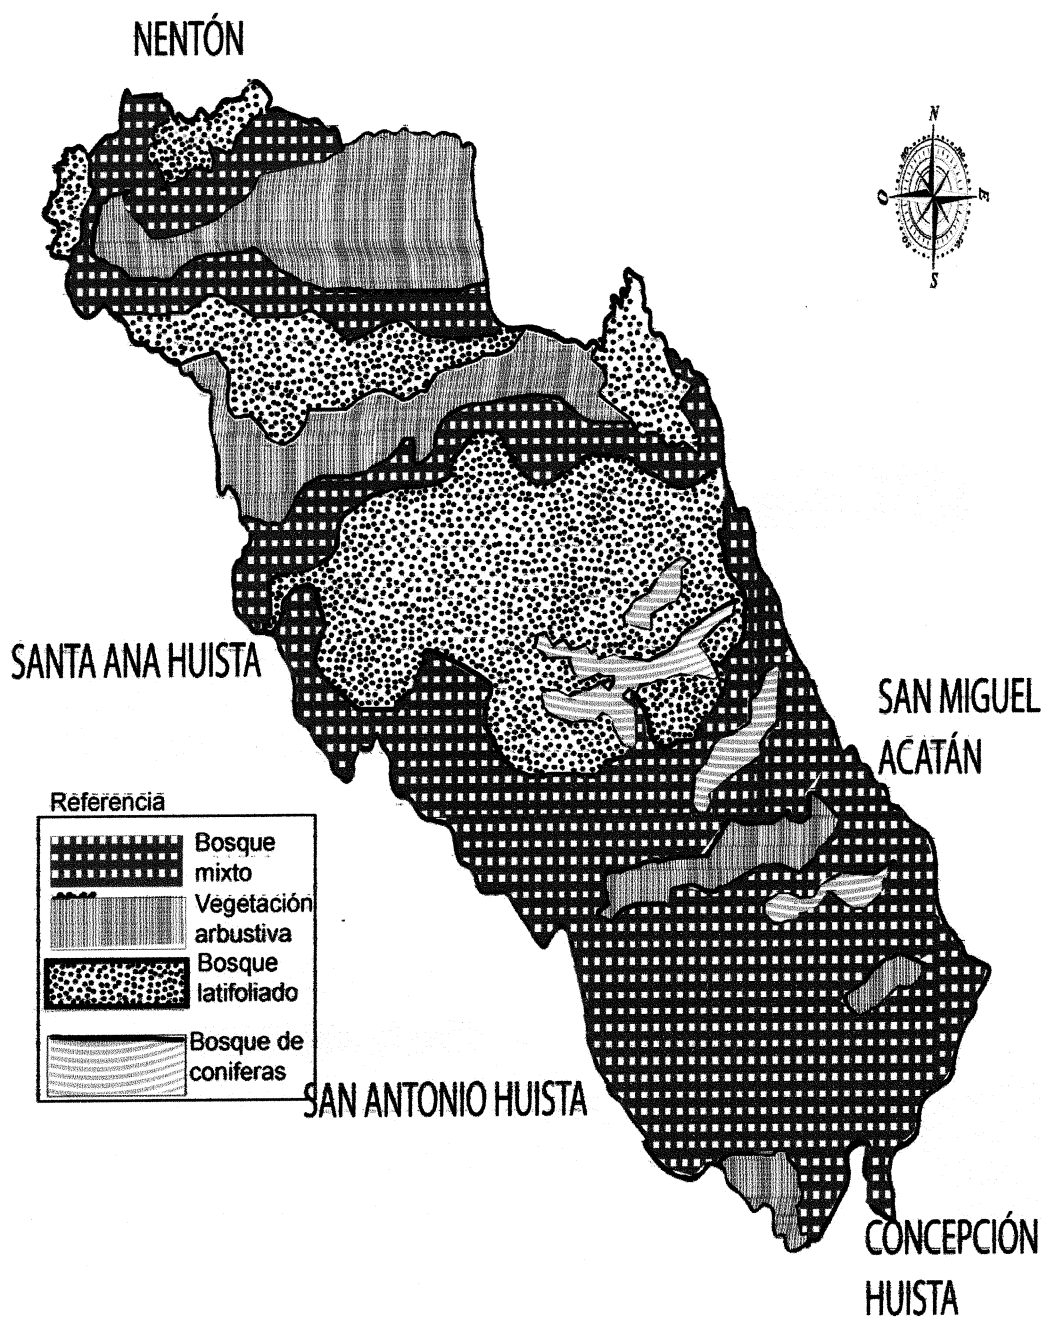 NENTÓN
N
O
E
S
SANTA ANA HUISTA
SAN MIGUEL
ACATÁN
Referencia
Bosque
mixto
Vegetación
arbustiva
Bosque
latifoliado
Bosque de
coniferas
SAN ANTONIO HUISTA
CONCEPCIÓN
HUISTA